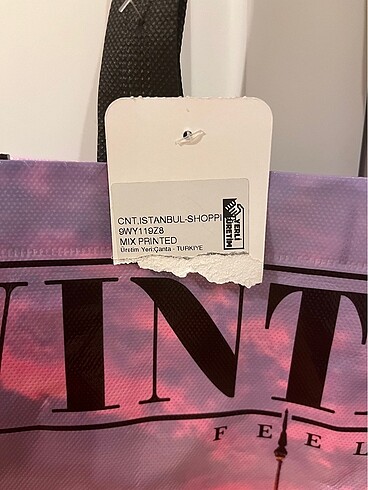 CNT.ISTANBUL-SHOPPI
9WY119Z8
MIX PRINTED
Üretim Yeri:Çanta - TURKIYE
YERLİ
ÜRETİM
INT
FEEL